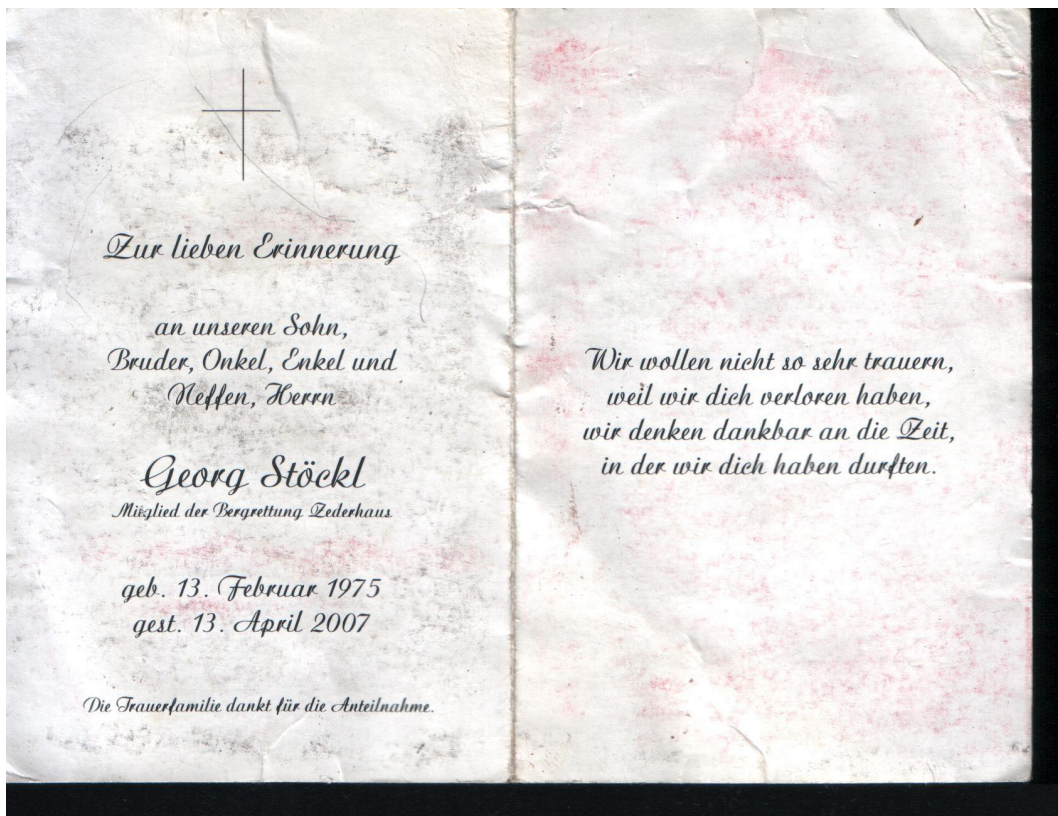 Zur lieben Erinnerung
an unseren Sohn,
Bruder, Onkel, Enkel und
Neffen, Herrn
Georg Stöckl
Mitglied der Bergrettung Zederhaus
geb. 13. Februar 1975
gest. 13. April 2007
Die Trauerfamilie dankt für die Anteilnahme.
Wir wollen nicht so sehr trauern,
weil wir dich verloren haben,
wir denken dankbar an die Zeit,
in der wir dich haben durften.